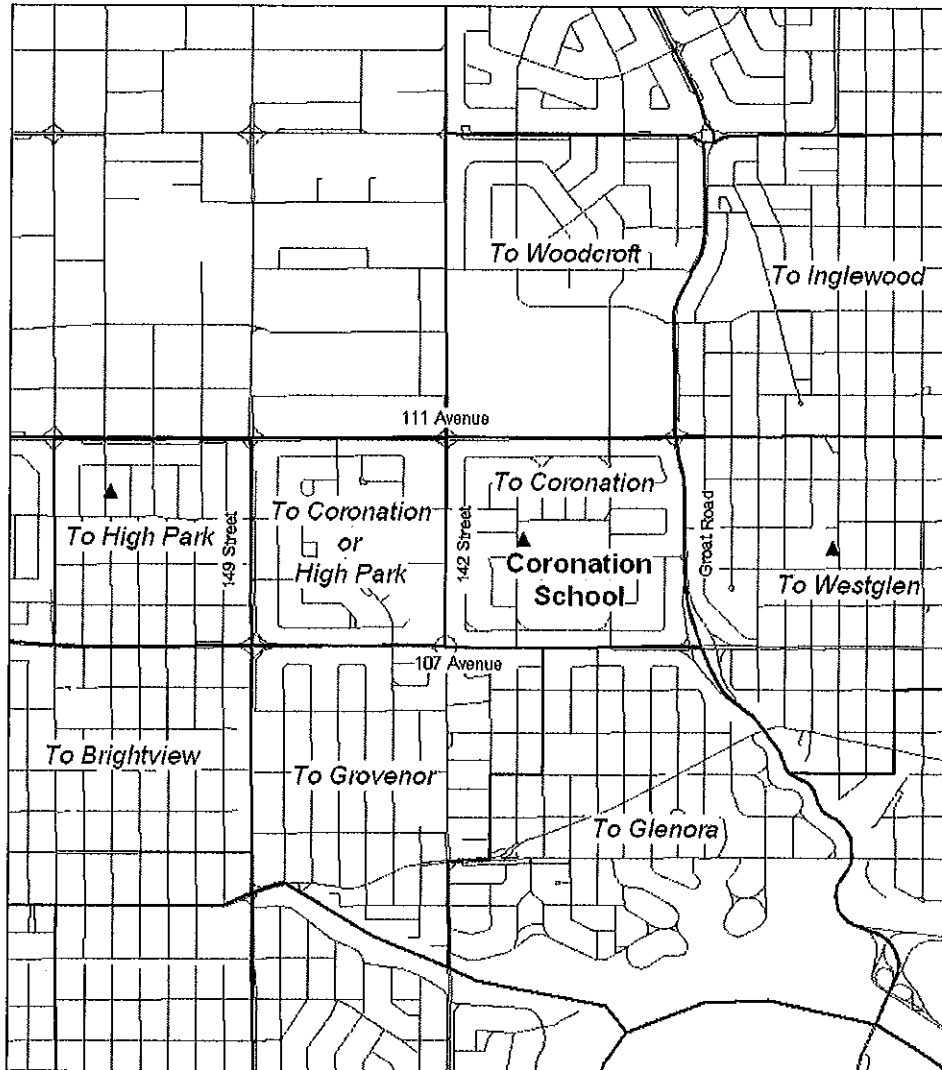 To Woodcroft
To Inglewood
111 Avenue
To High Park
149 Street
To Coronation
or
High Park
142 Street
To Coronation
Coronation
School
Groat Road
To Westglen
107 Avenue
To Brightview
To Grovenor
To Glenora